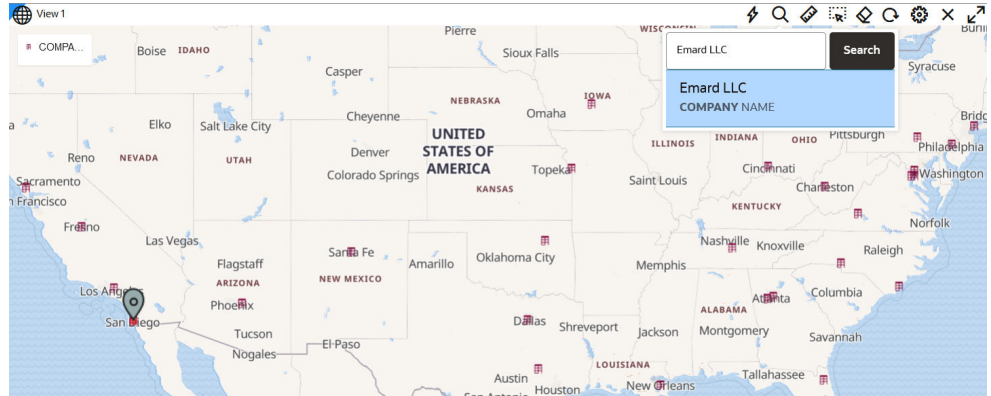 View 1
COMPA...
Emard LLC
Search
Emard LLC
COMPANY NAME
Pierre
Boise
IDAHO
Sioux Falls
Syracuse
Casper
NEBRASKA
IOWA
Omaha
Cheyenne
Elko
Salt Lake City
UNITED
STATES OF
AMERICA
ILLINOIS
INDIANA
OHIO
Pittsburgh
Philadelphia
Reno
NEVADA
UTAH
Denver
Colorado Springs
Topeka
KANSAS
Saint Louis
Cincinnati
Charleston
Washington
Sacramento
n Francisco
KENTUCKY
Norfolk
Fresno
Las Vegas
Santa Fe
Nashville
Knoxville
Raleigh
Flagstaff
Amarillo
Oklahoma City
Memphis
ARIZONA
NEW MEXICO
Los Angeles
Phoenix
Atlanta
Columbia
ALABAMA
San Diego
Dallas
Shreveport
Jackson
Montgomery
Savannah
Tucson
El Paso
Nogales
LOUISIANA
Tallahassee
Austin
Houston
New Orleans